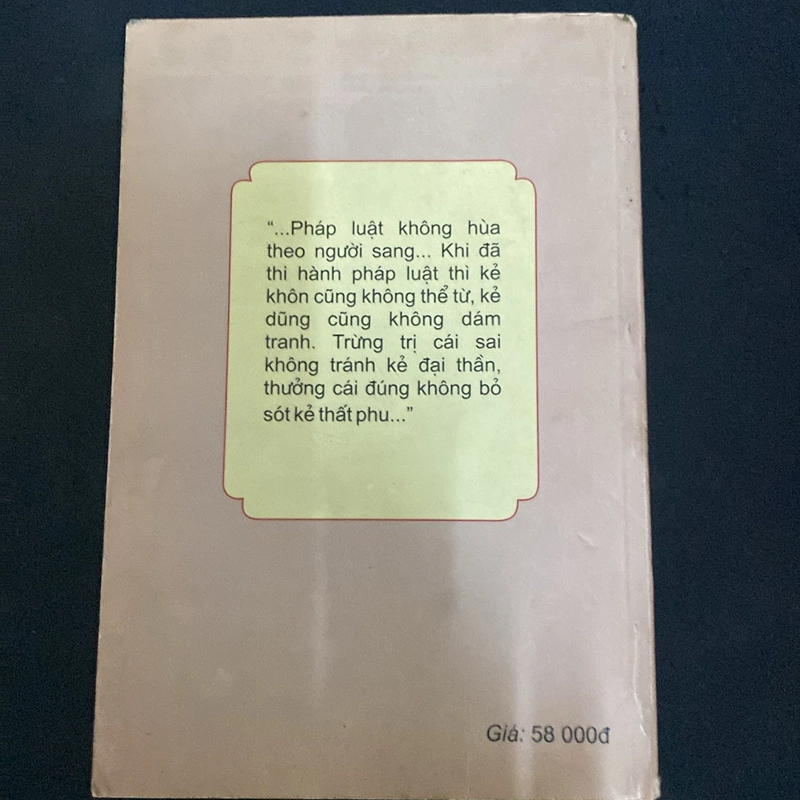 “...Pháp luật không hùa
theo người sang... Khi đã
thi hành pháp luật thì kẻ
khôn cũng không thể từ, kẻ
dũng cũng không dám
tranh. Trừng trị cái sai
không tránh kẻ đại thần,
thưởng cái đúng không bỏ
sót kẻ thất phu...”
Giá: 58 000đ